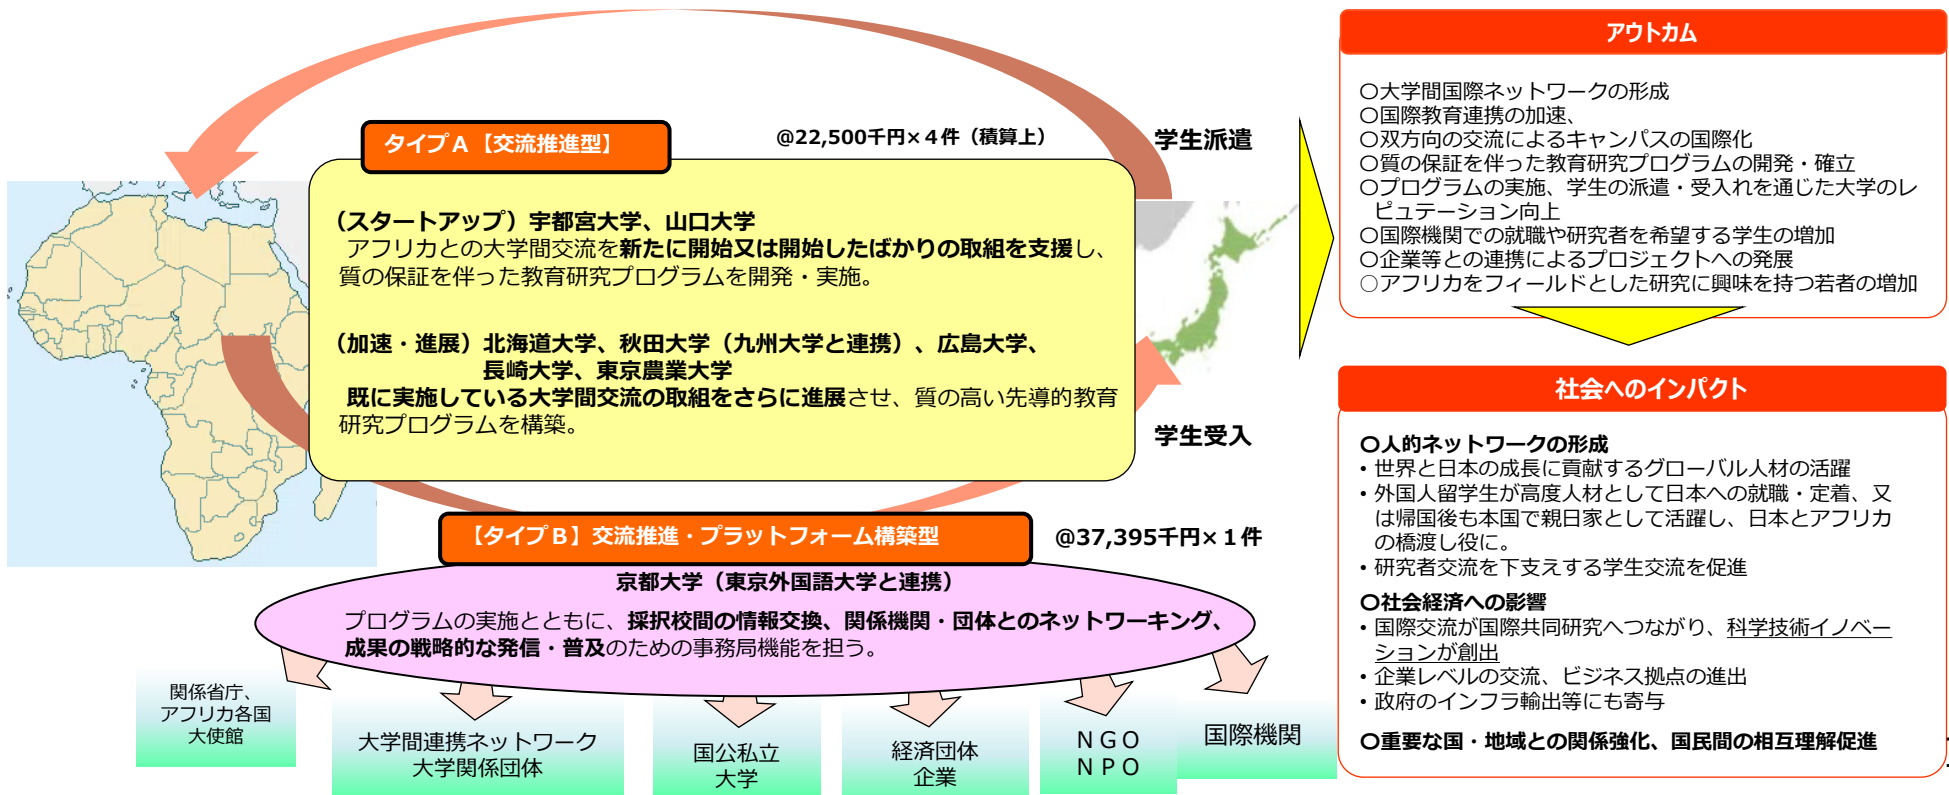 タイプA【交流推進型】
@22,500千円×4件（積算上）
学生派遣
（スタートアップ）宇都宮大学、山口大学
アフリカとの大学間交流を新たに開始又は開始したばかりの取組を支援し、
質の保証を伴った教育研究プログラムを開発・実施。
（加速・進展）北海道大学、秋田大学（九州大学と連携）、広島大学、
長崎大学、東京農業大学
既に実施している大学間交流の取組をさらに進展させ、質の高い先導的教育
研究プログラムを構築。
学生受入
【タイプB】交流推進・プラットフォーム構築型
@37,395千円×1件
京都大学（東京外国語大学と連携）
プログラムの実施とともに、採択校間の情報交換、関係機関・団体とのネットワーキング、
成果の戦略的な発信・普及のための事務局機能を担う。
関係省庁、
アフリカ各国
大使館
大学間連携ネットワーク
大学関係団体
国公私立
大学
経済団体
企業
ＮＧＯ
ＮＰＯ
国際機関
アウトカム
〇大学間国際ネットワークの形成
〇国際教育連携の加速、
〇双方向の交流によるキャンパスの国際化
〇質の保証を伴った教育研究プログラムの開発・確立
〇プログラムの実施、学生の派遣・受入れを通じた大学のレ
ピュテーション向上
〇国際機関での就職や研究者を希望する学生の増加
〇企業等との連携によるプロジェクトへの発展
○アフリカをフィールドとした研究に興味を持つ若者の増加
社会へのインパクト
〇人的ネットワークの形成
・世界と日本の成長に貢献するグローバル人材の活躍
・外国人留学生が高度人材として日本への就職・定着、又
は帰国後も本国で親日家として活躍し、日本とアフリカ
の橋渡し役に。
・研究者交流を下支えする学生交流を促進
〇社会経済への影響
・国際交流が国際共同研究へつながり、科学技術イノベー
ションが創出
・企業レベルの交流、ビジネス拠点の進出
・政府のインフラ輸出等にも寄与
〇重要な国・地域との関係強化、国民間の相互理解促進